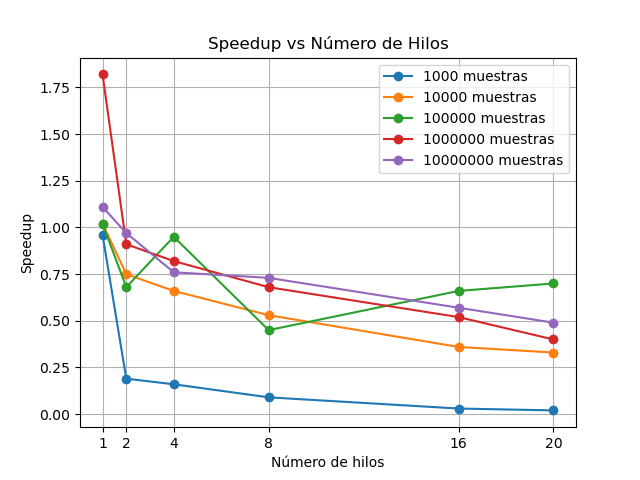 Speedup vs Número de Hilos
1000 muestras
10000 muestras
100000 muestras
1000000 muestras
10000000 muestras
1.75
1.50
1.25
1.00
0.75
0.50
0.25
0.00
Speedup
1 2 4 8 16 20
Número de hilos